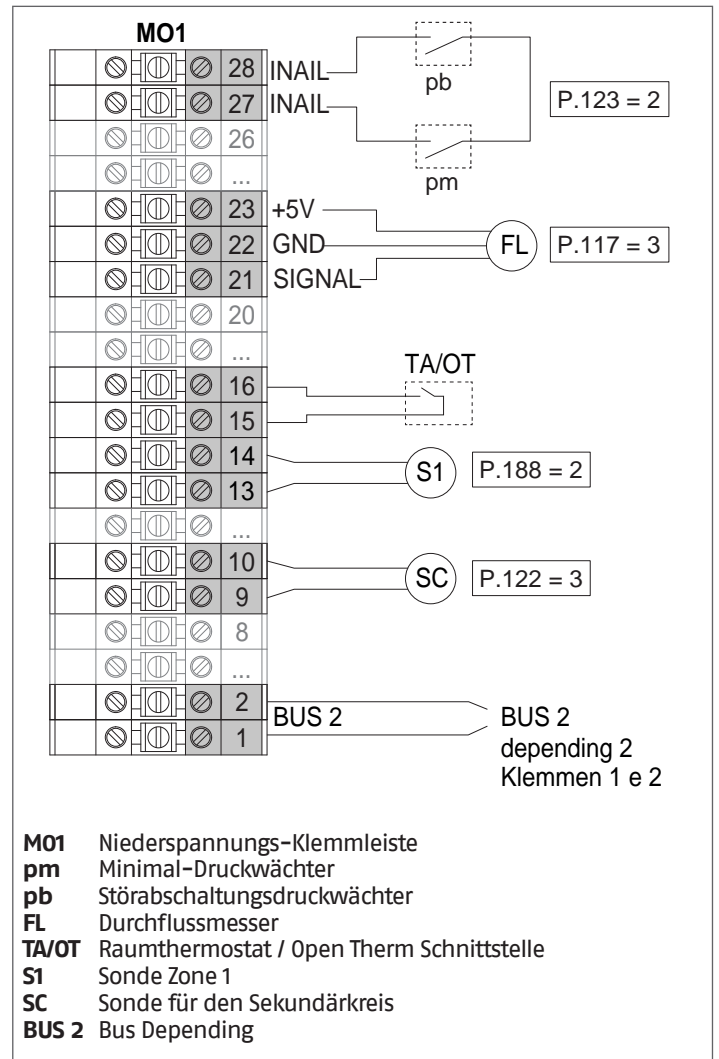 MO1
28 INAIL
pb
27 INAIL
P.123 = 2
26
...
pm
23 +5V
22 GND
FL P.117 = 3
21 SIGNAL
20
...
TA/OT
16
15
14
S1 P.188 = 2
13
...
10
SC P.122 = 3
9
8
...
2
BUS 2
1
BUS 2
depending 2
Klemmen 1 e 2
MO1 Niederspannungs-Klemmleiste
pm Minimal-Druckwächter
pb Störabschaltungsdruckwächter
FL Durchflussmesser
TA/OT Raumthermostat / Open Therm Schnittstelle
S1 Sonde Zone 1
SC Sonde für den Sekundärkreis
BUS 2 Bus Depending